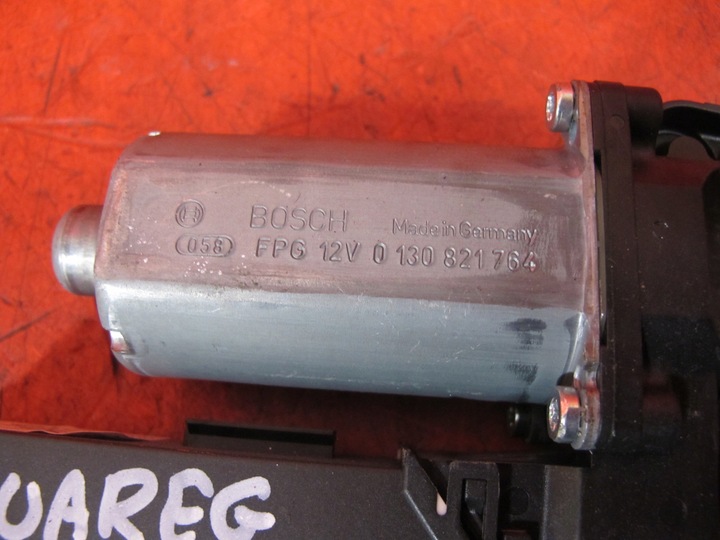 BOSCH Made in Germany
058 FPG 12V 0 130 821 764
UAREG